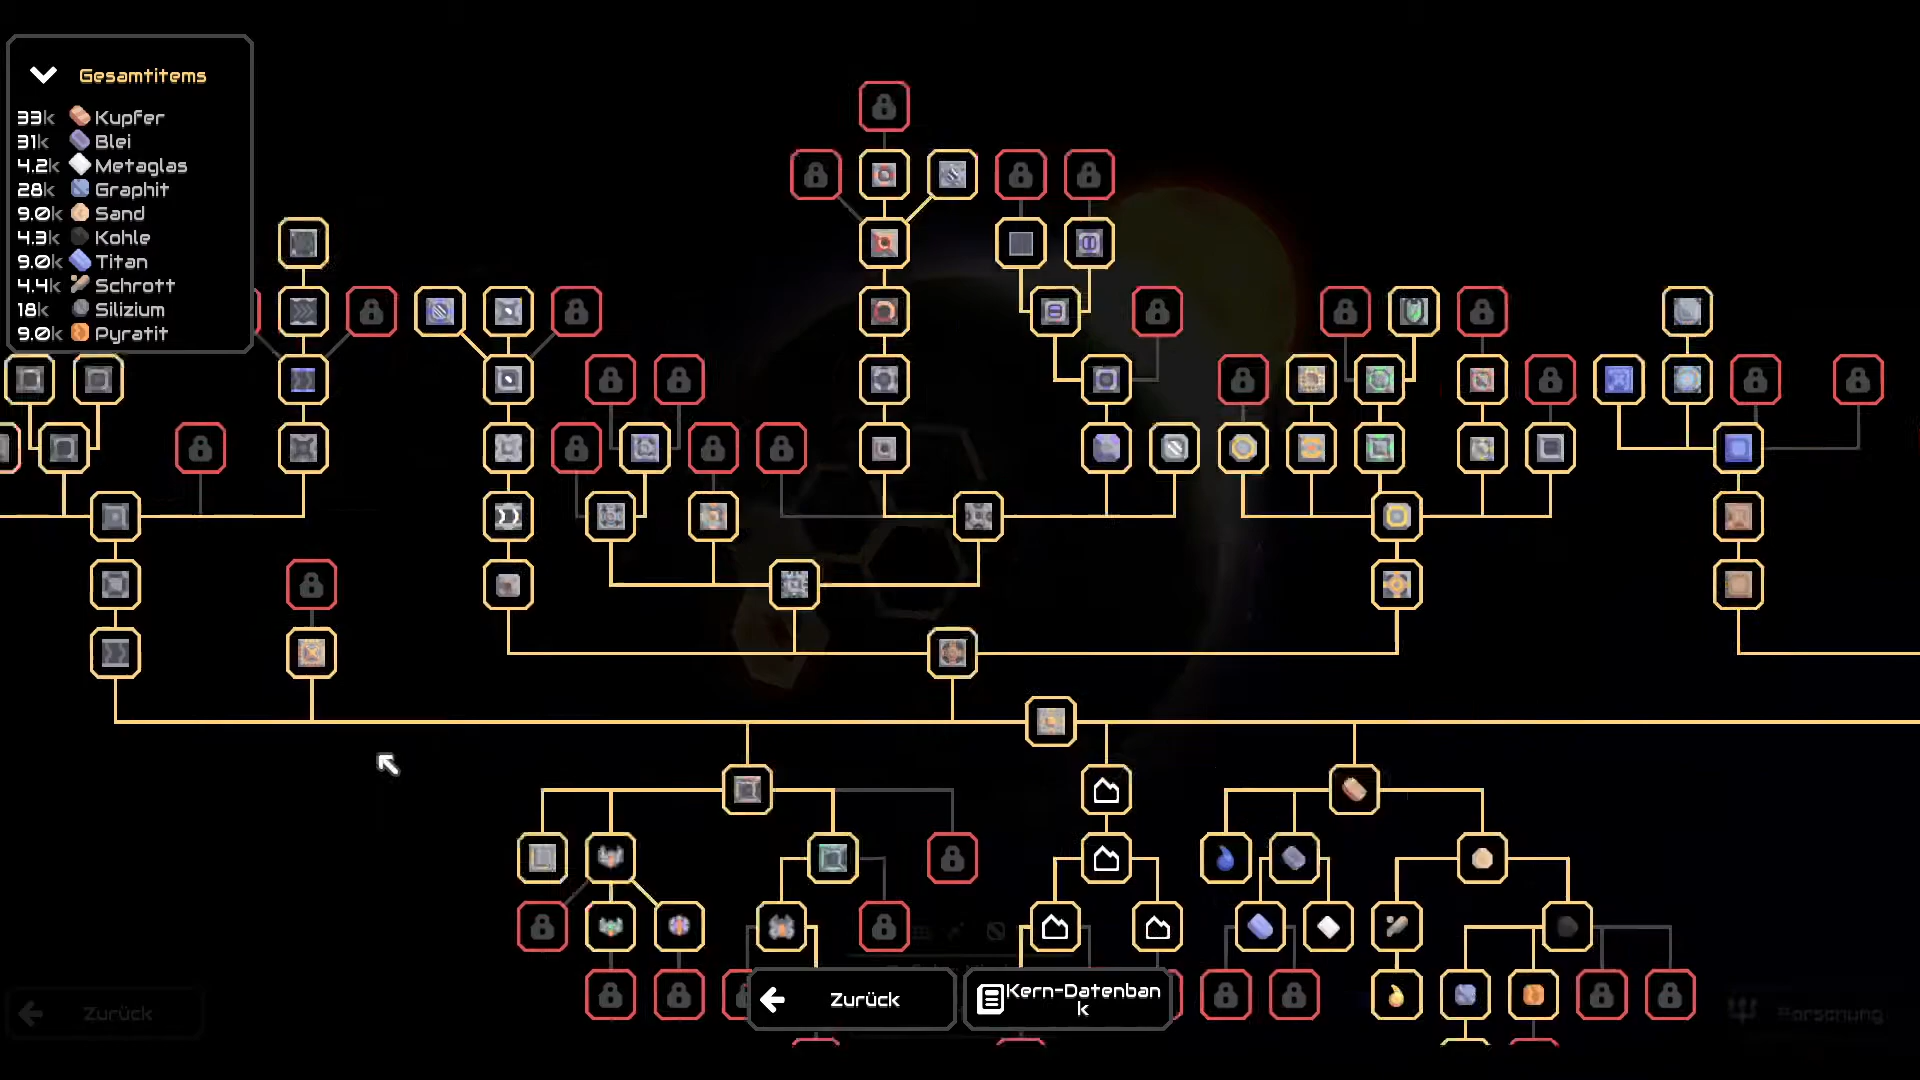 Gesamtitems
33k Kupfer
31k Blei
4.2k Metaglas
28k Graphit
9.0k Sand
4.3k Kohle
9.0k Titan
4.4k Schrott
18k Silizium
9.0k Pyratit
Zurück
Kern-Datenban
k
Zurück
Forschung